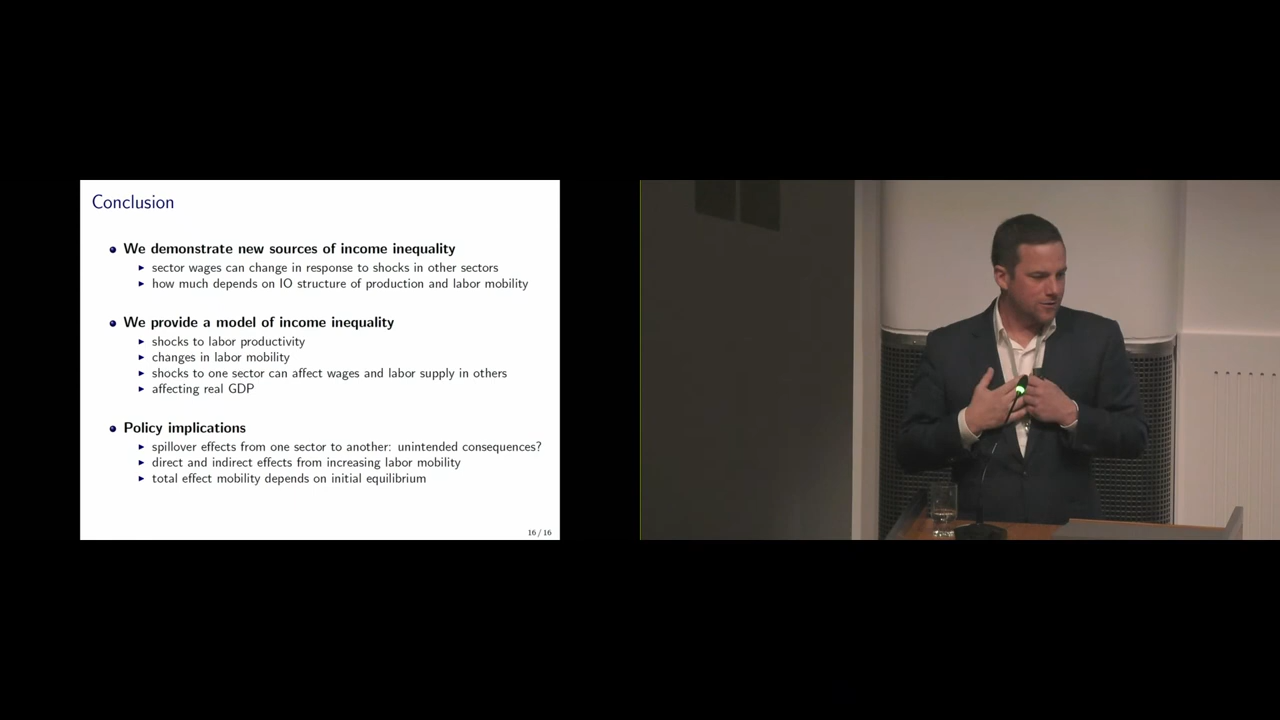 Conclusion
We demonstrate new sources of income inequality
sector wages can change in response to shocks in other sectors
how much depends on IO structure of production and labor mobility
We provide a model of income inequality
shocks to labor productivity
changes in labor mobility
shocks to one sector can affect wages and labor supply in others
affecting real GDP
Policy implications
spillover effects from one sector to another: unintended consequences?
direct and indirect effects from increasing labor mobility
total effect mobility depends on initial equilibrium
16 / 16